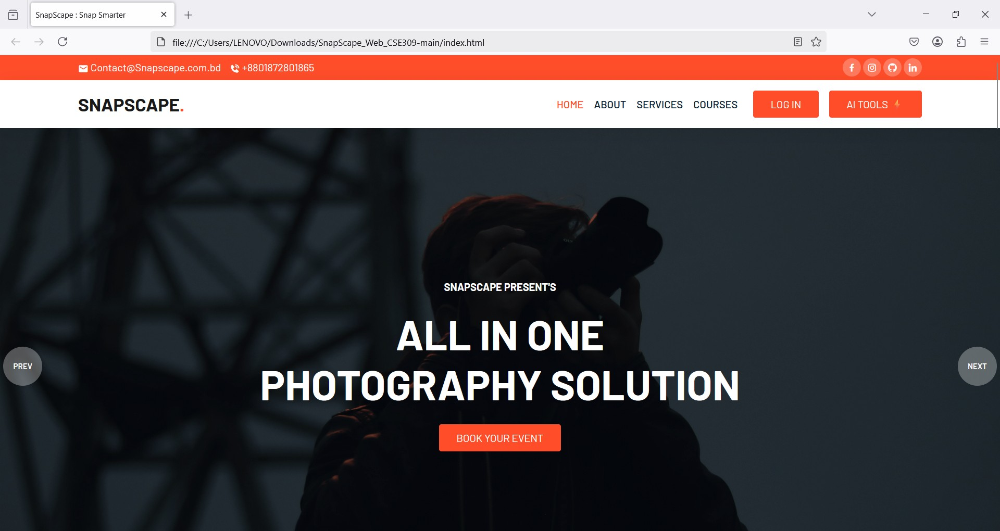 SnapScape : Snap Smarter
file:///C:/Users/LENOVO/Downloads/SnapScape_Web_CSE309-main/index.html
Contact@Snapscape.com.bd +8801872801865
SNAPSCAPE.
HOME ABOUT SERVICES COURSES LOG IN AI TOOLS
SNAPSCAPE PRESENT'S
ALL IN ONE
PHOTOGRAPHY SOLUTION
PREV
NEXT
BOOK YOUR EVENT